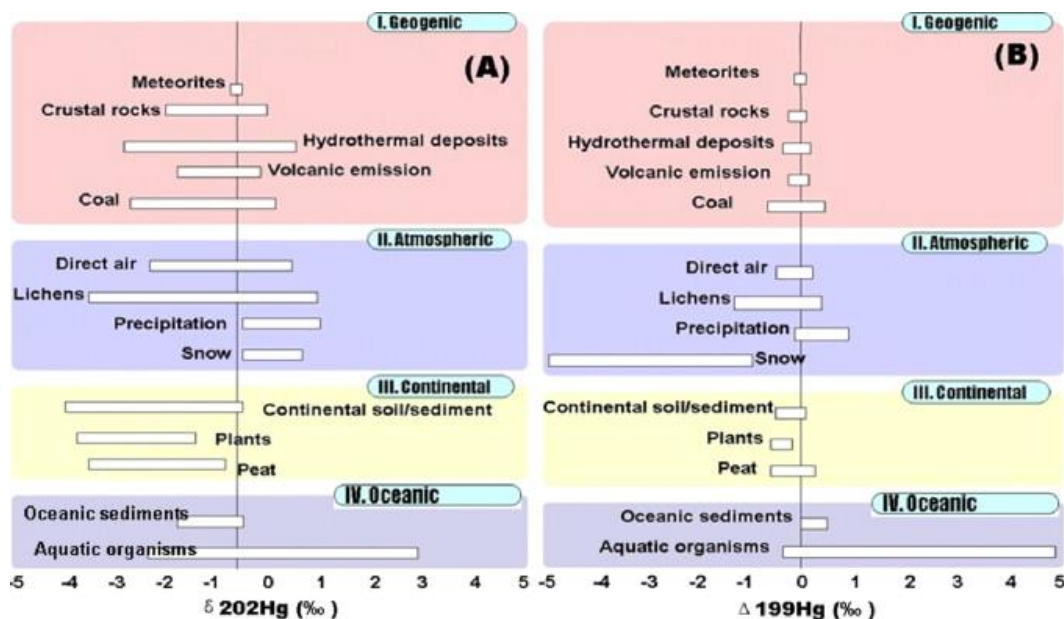 I. Geogenic
(A)
Meteorites
Crustal rocks
Hydrothermal deposits
Volcanic emission
Coal
II. Atmospheric
Direct air
Lichens
Precipitation
Snow
III. Continental
Continental soil/sediment
Plants
Peat
IV. Oceanic
Oceanic sediments
Aquatic organisms
-5 -4 -3 -2 -1 0 1 2 3 4 5
δ 202Hg (‰)
I. Geogenic
(B)
Meteorites
Crustal rocks
Hydrothermal deposits
Volcanic emission
Coal
II. Atmospheric
Direct air
Lichens
Precipitation
Snow
III. Continental
Continental soil/sediment
Plants
Peat
IV. Oceanic
Oceanic sediments
Aquatic organisms
-5 -4 -3 -2 -1 0 1 2 3 4 5
Δ 199Hg (‰)